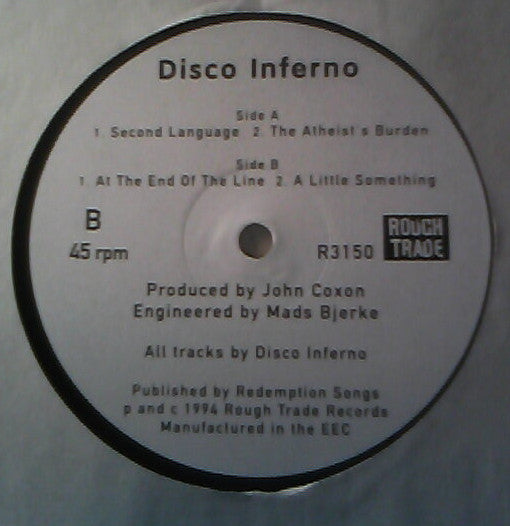 Disco Inferno
Side A
1. Second Language 2. The Atheist s Burden
Side B
1. At The End Of The Line 2. A Little Something
B
45 rpm
R3150
ROUGH
TRADE
Produced by John Coxon
Engineered by Mads Bjerke
All tracks by Disco Inferno
Published by Redemption Songs
p and c 1994 Rough Trade Records
Manufactured in the EEC